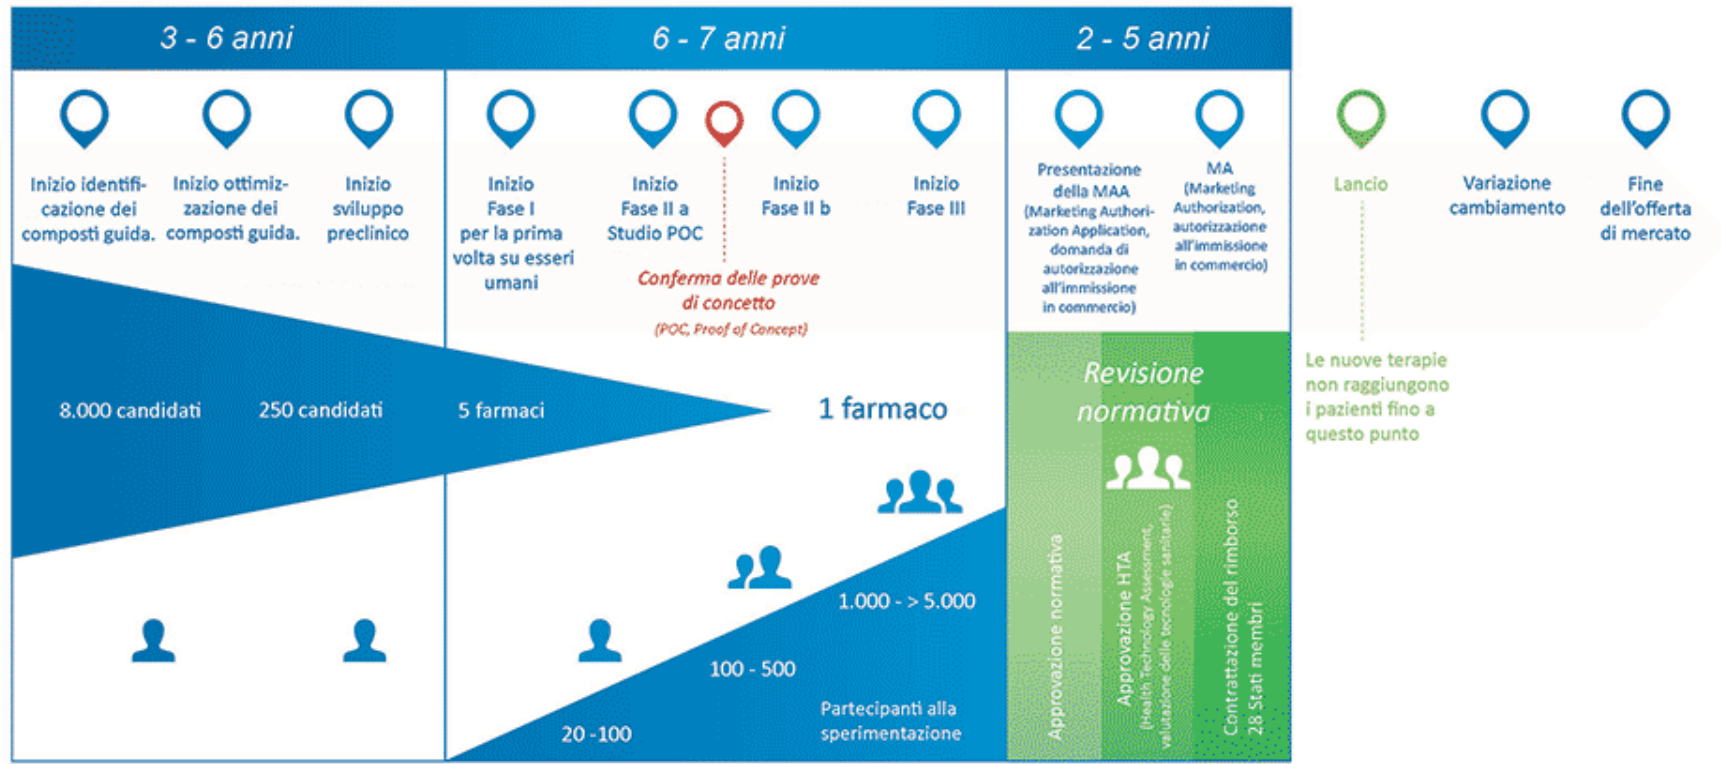 3 - 6 anni
6 - 7 anni
2 - 5 anni
Inizio identifi-
cazione dei
composti guida.
Inizio ottimiz-
zazione dei
composti guida.
Inizio
sviluppo
preclinico
Inizio
Fase I
per la prima
volta su esseri
umani
Inizio
Fase II a
Studio POC
Conferma delle prove
di concetto
(POC, Proof of Concept)
Inizio
Fase II b
Inizio
Fase III
Presentazione
della MAA
(Marketing Authori-
zation Application,
domanda di
autorizzazione
all'immissione
in commercio)
MA
(Marketing
Authorization,
autorizzazione
all'immissione
in commercio)
Lancio
Variazione
cambiamento
Fine
dell'offerta
di mercato
Le nuove terapie
non raggiungono
i pazienti fino a
questo punto
8.000 candidati
250 candidati
5 farmaci
1 farmaco
Revisione
normativa
20 -100
100 - 500
1.000 - > 5.000
Partecipanti alla
sperimentazione
Approvazione normativa
Approvazione HTA
(Health Technology Assessment,
valutazione delle tecnologie sanitarie)
Contrattazione del rimborso
28 Stati membri